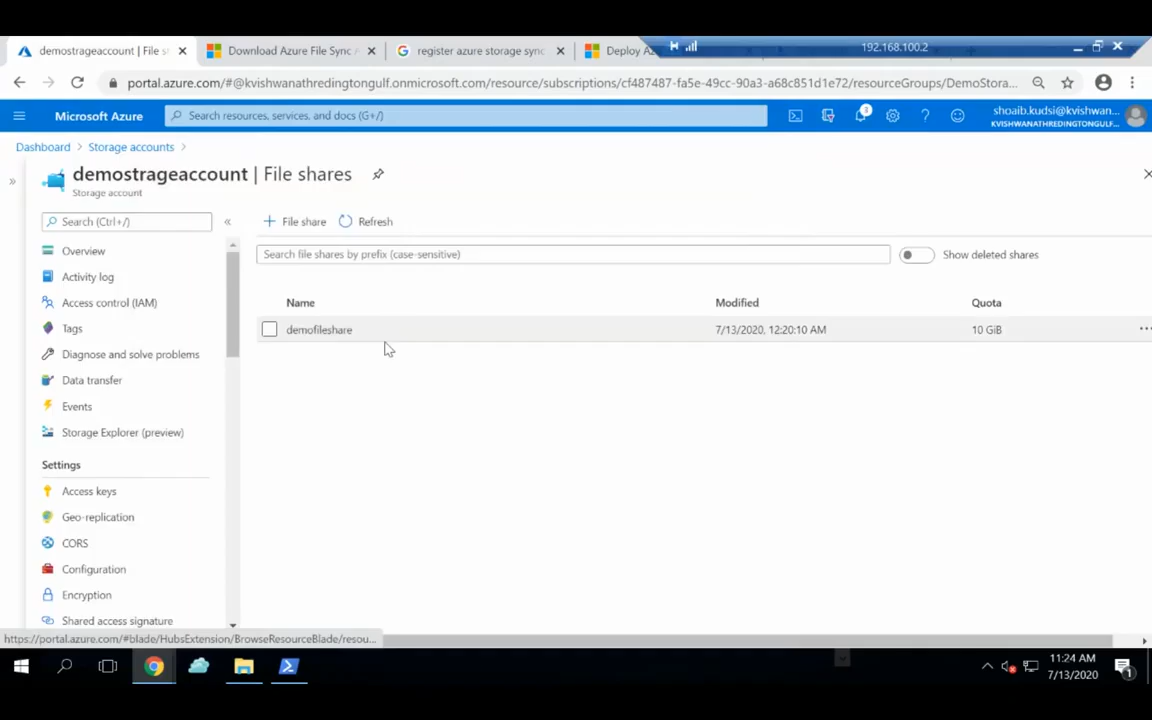 demostrageaccount | File s
Download Azure File Sync
register azure storage sync
Deploy Az
192.168.100.2
portal.azure.com/#@kvishwanathredingtongulf.onmicrosoft.com/resource/subscriptions/cf487487-fa5e-49cc-90a3-a68c851d1e72/resourceGroups/DemoStora...
Microsoft Azure
Search resources, services, and docs (G+/)
3
shoaib.kudsi@kvishwan...
KVISHWANATHREDINGTONGULF...
Dashboard > Storage accounts >
demostrageaccount | File shares
Storage account
Search (Ctrl+/)
File share
Refresh
Overview
Search file shares by prefix (case-sensitive)
Show deleted shares
Activity log
Access control (IAM)
Name Modified Quota
Tags
demofileshare 7/13/2020, 12:20:10 AM 10 GiB
Diagnose and solve problems
Data transfer
Events
Storage Explorer (preview)
Settings
Access keys
Geo-replication
CORS
Configuration
Encryption
Shared access signature
https://portal.azure.com/#blade/HubsExtension/BrowseResourceBlade/resou...
11:24 AM
7/13/2020
1